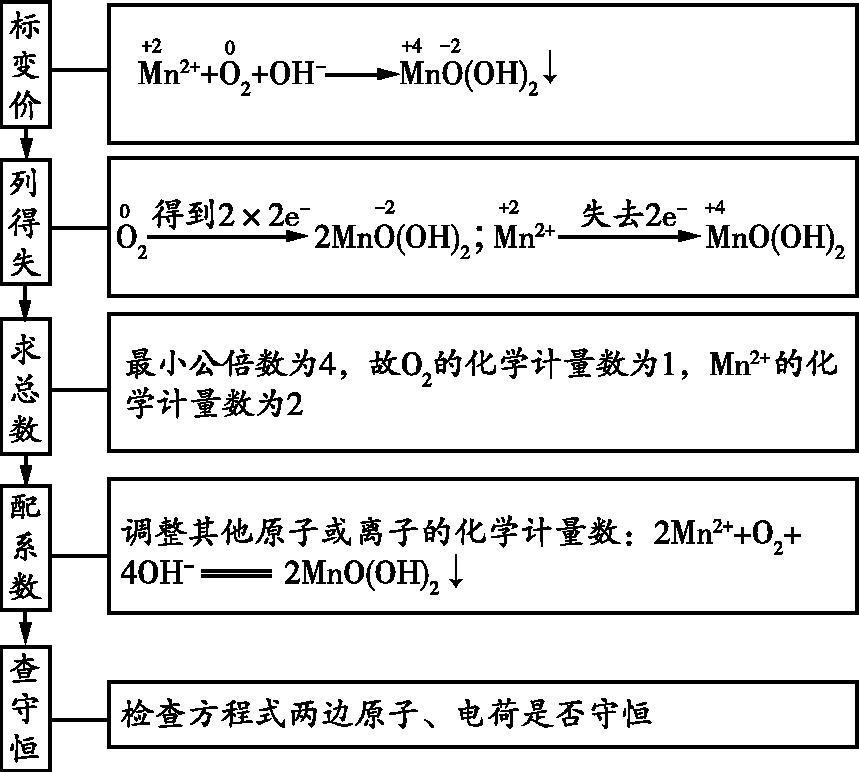 标变价
+2 0 +4 −2
Mn²⁺+O₂+OH⁻⟶MnO(OH)₂↓
列得失
0 −2 +2 +4
O₂ 得到2×2e⁻⟶ 2MnO(OH)₂；Mn²⁺ 失去2e⁻⟶ MnO(OH)₂
求总数
最小公倍数为4，故O₂的化学计量数为1，Mn²⁺的化
学计量数为2
配系数
调整其他原子或离子的化学计量数：2Mn²⁺+O₂+
4OH⁻ ══ 2MnO(OH)₂↓
查守恒
检查方程式两边原子、电荷是否守恒